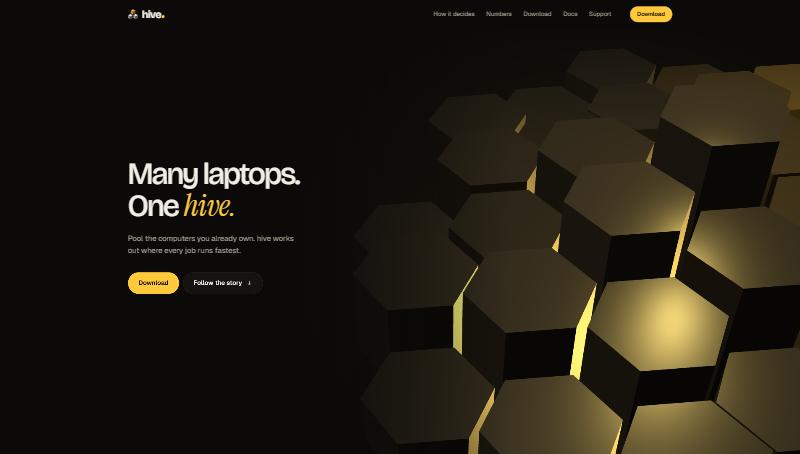 hive.
How it decides Numbers Download Docs Support Download
Many laptops.
One hive.
Pool the computers you already own. hive works
out where every job runs fastest.
Download Follow the story ↓